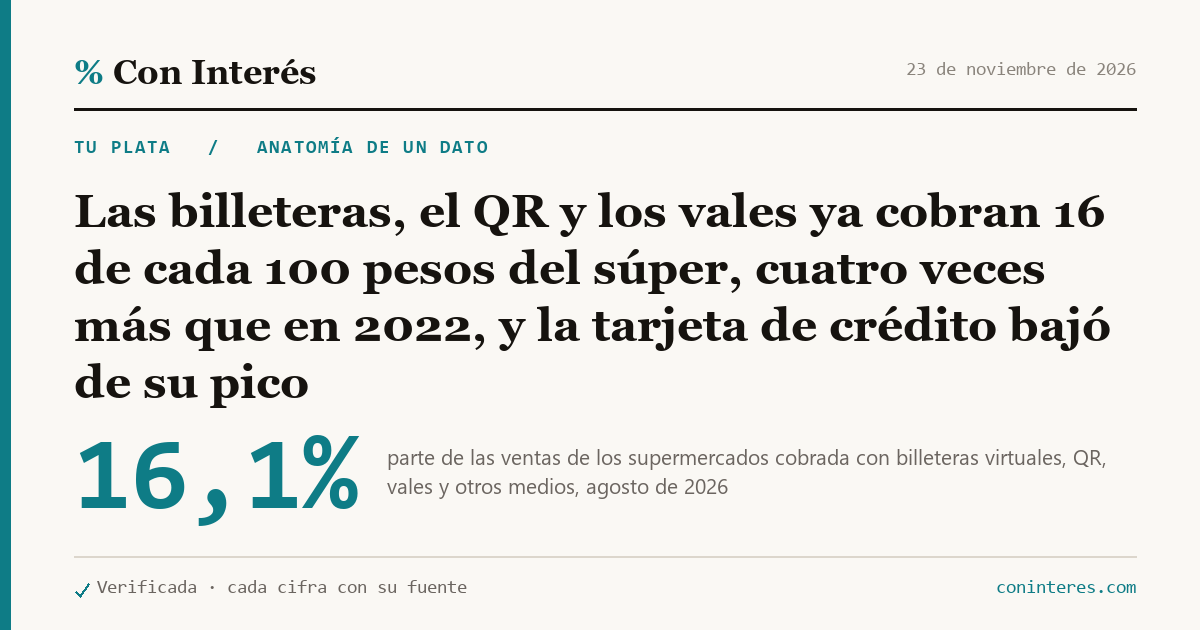 % Con Interés
23 de noviembre de 2026
TU PLATA / ANATOMÍA DE UN DATO
Las billeteras, el QR y los vales ya cobran 16
de cada 100 pesos del súper, cuatro veces
más que en 2022, y la tarjeta de crédito bajó
de su pico
16,1%
parte de las ventas de los supermercados cobrada con billeteras virtuales, QR,
vales y otros medios, agosto de 2026
✓ Verificada · cada cifra con su fuente
coninteres.com